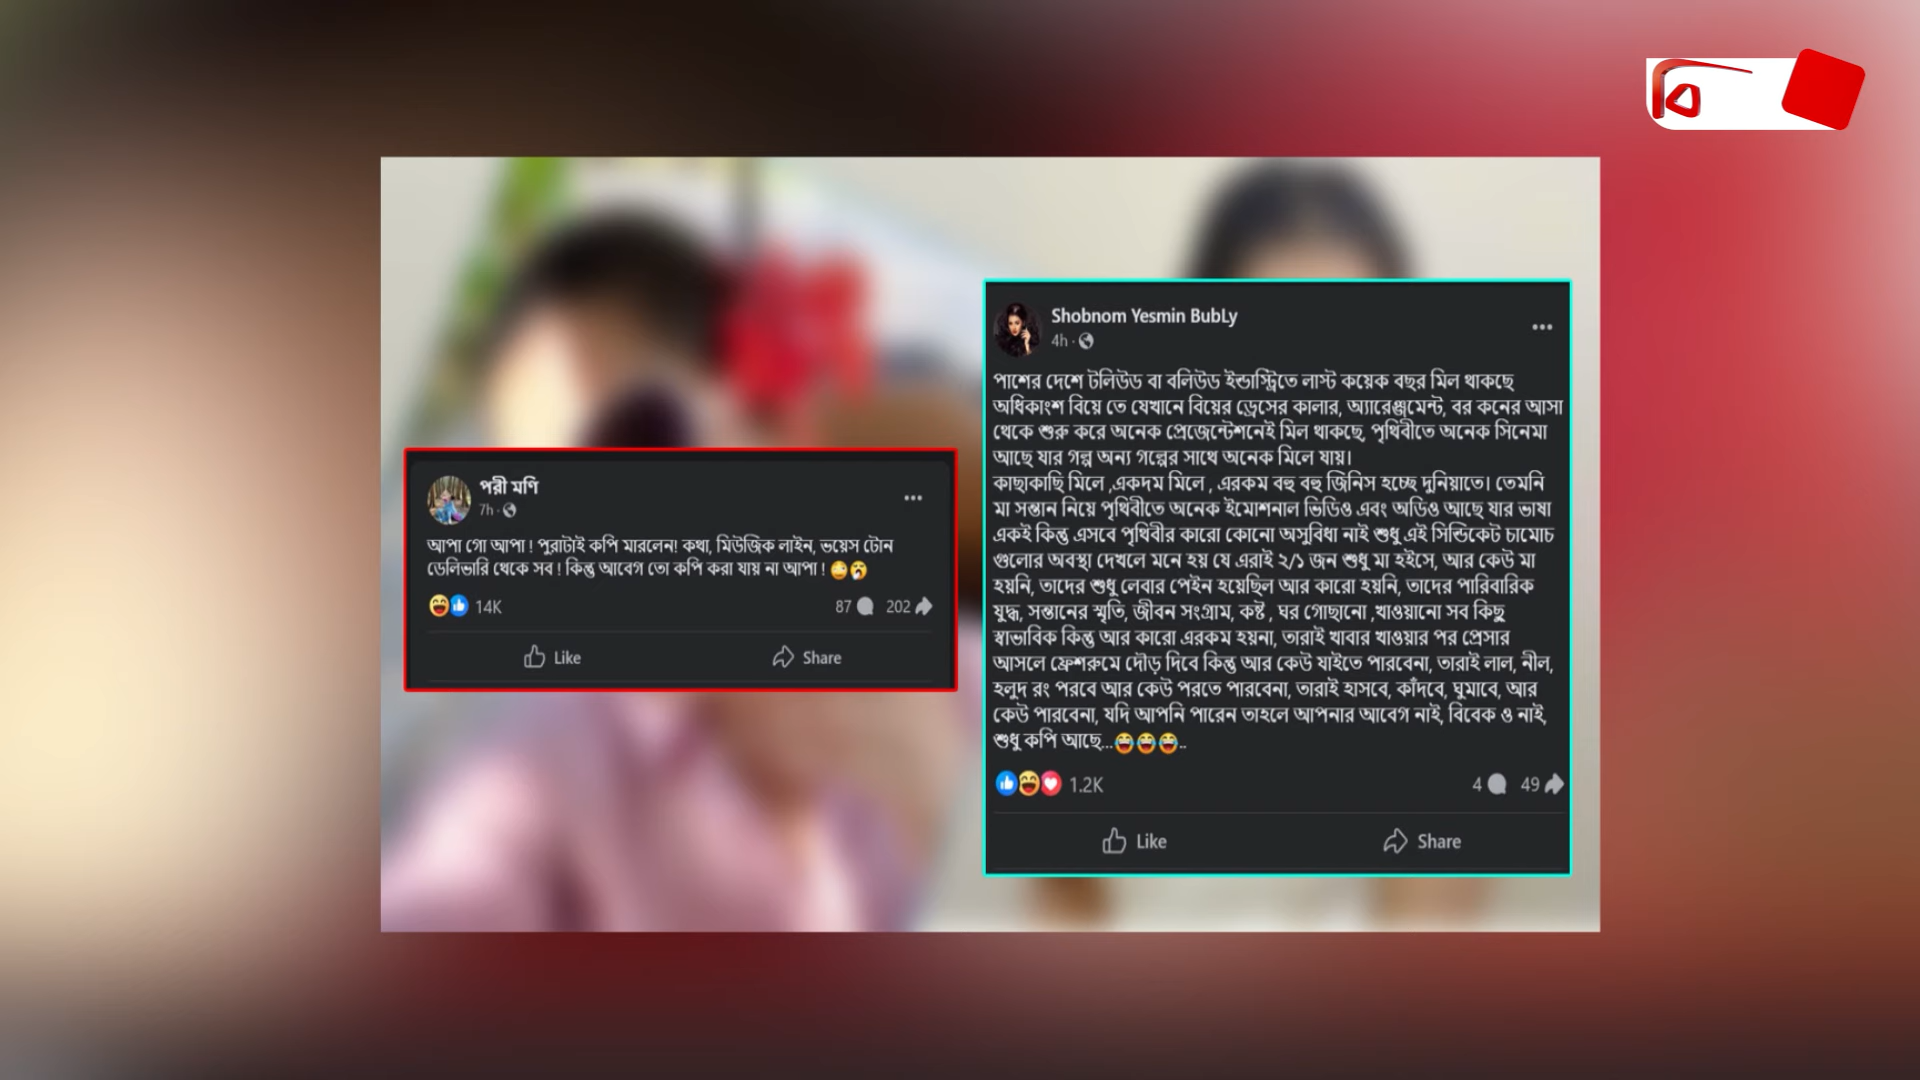 পরী মণি
7h
আপা গো আপা ! পুরাটাই কপি মারলেন! কথা, মিউজিক লাইন, ভয়েস টোন
ডেলিভারি থেকে সব ! কিন্তু আবেগ তো কপি করা যায় না আপা !
14K
87 202
Like Share
Shobnom Yesmin BubLy
4h
পাশের দেশে টলিউড বা বলিউড ইন্ডাস্ট্রিতে লাস্ট কয়েক বছর মিল থাকছে
অধিকাংশ বিয়ে তে যেখানে বিয়ের ড্রেসের কালার, অ্যারেঞ্জমেন্ট, বর কনের আসা
থেকে শুরু করে অনেক প্রেজেন্টেশনেই মিল থাকছে, পৃথিবীতে অনেক সিনেমা
আছে যার গল্প অন্য গল্পের সাথে অনেক মিলে যায়।
কাছাকাছি মিলে ,একদম মিলে , এরকম বহু বহু জিনিস হচ্ছে দুনিয়াতে। তেমনি
মা সন্তান নিয়ে পৃথিবীতে অনেক ইমোশনাল ভিডিও এবং অডিও আছে যার ভাষা
একই কিন্তু এসবে পৃথিবীর কারো কোনো অসুবিধা নাই শুধু এই সিন্ডিকেট চামোচ
গুলোর অবস্থা দেখলে মনে হয় যে এরাই ২/১ জন শুধু মা হইসে, আর কেউ মা
হয়নি, তাদের শুধু লেবার পেইন হয়েছিল আর কারো হয়নি, তাদের পারিবারিক
যুদ্ধ, সন্তানের স্মৃতি, জীবন সংগ্রাম, কষ্ট , ঘর গোছানো ,খাওয়ানো সব কিছু
স্বাভাবিক কিন্তু আর কারো এরকম হয়না, তারাই খাবার খাওয়ার পর প্রেসার
আসলে ফ্রেশরুমে দৌড় দিবে কিন্তু আর কেউ যাইতে পারবেনা, তারাই লাল, নীল,
হলুদ রং পরবে আর কেউ পরতে পারবেনা, তারাই হাসবে, কাঁদবে, ঘুমাবে, আর
কেউ পারবেনা, যদি আপনি পারেন তাহলে আপনার আবেগ নাই, বিবেক ও নাই,
শুধু কপি আছে.....
1.2K
4 49
Like Share